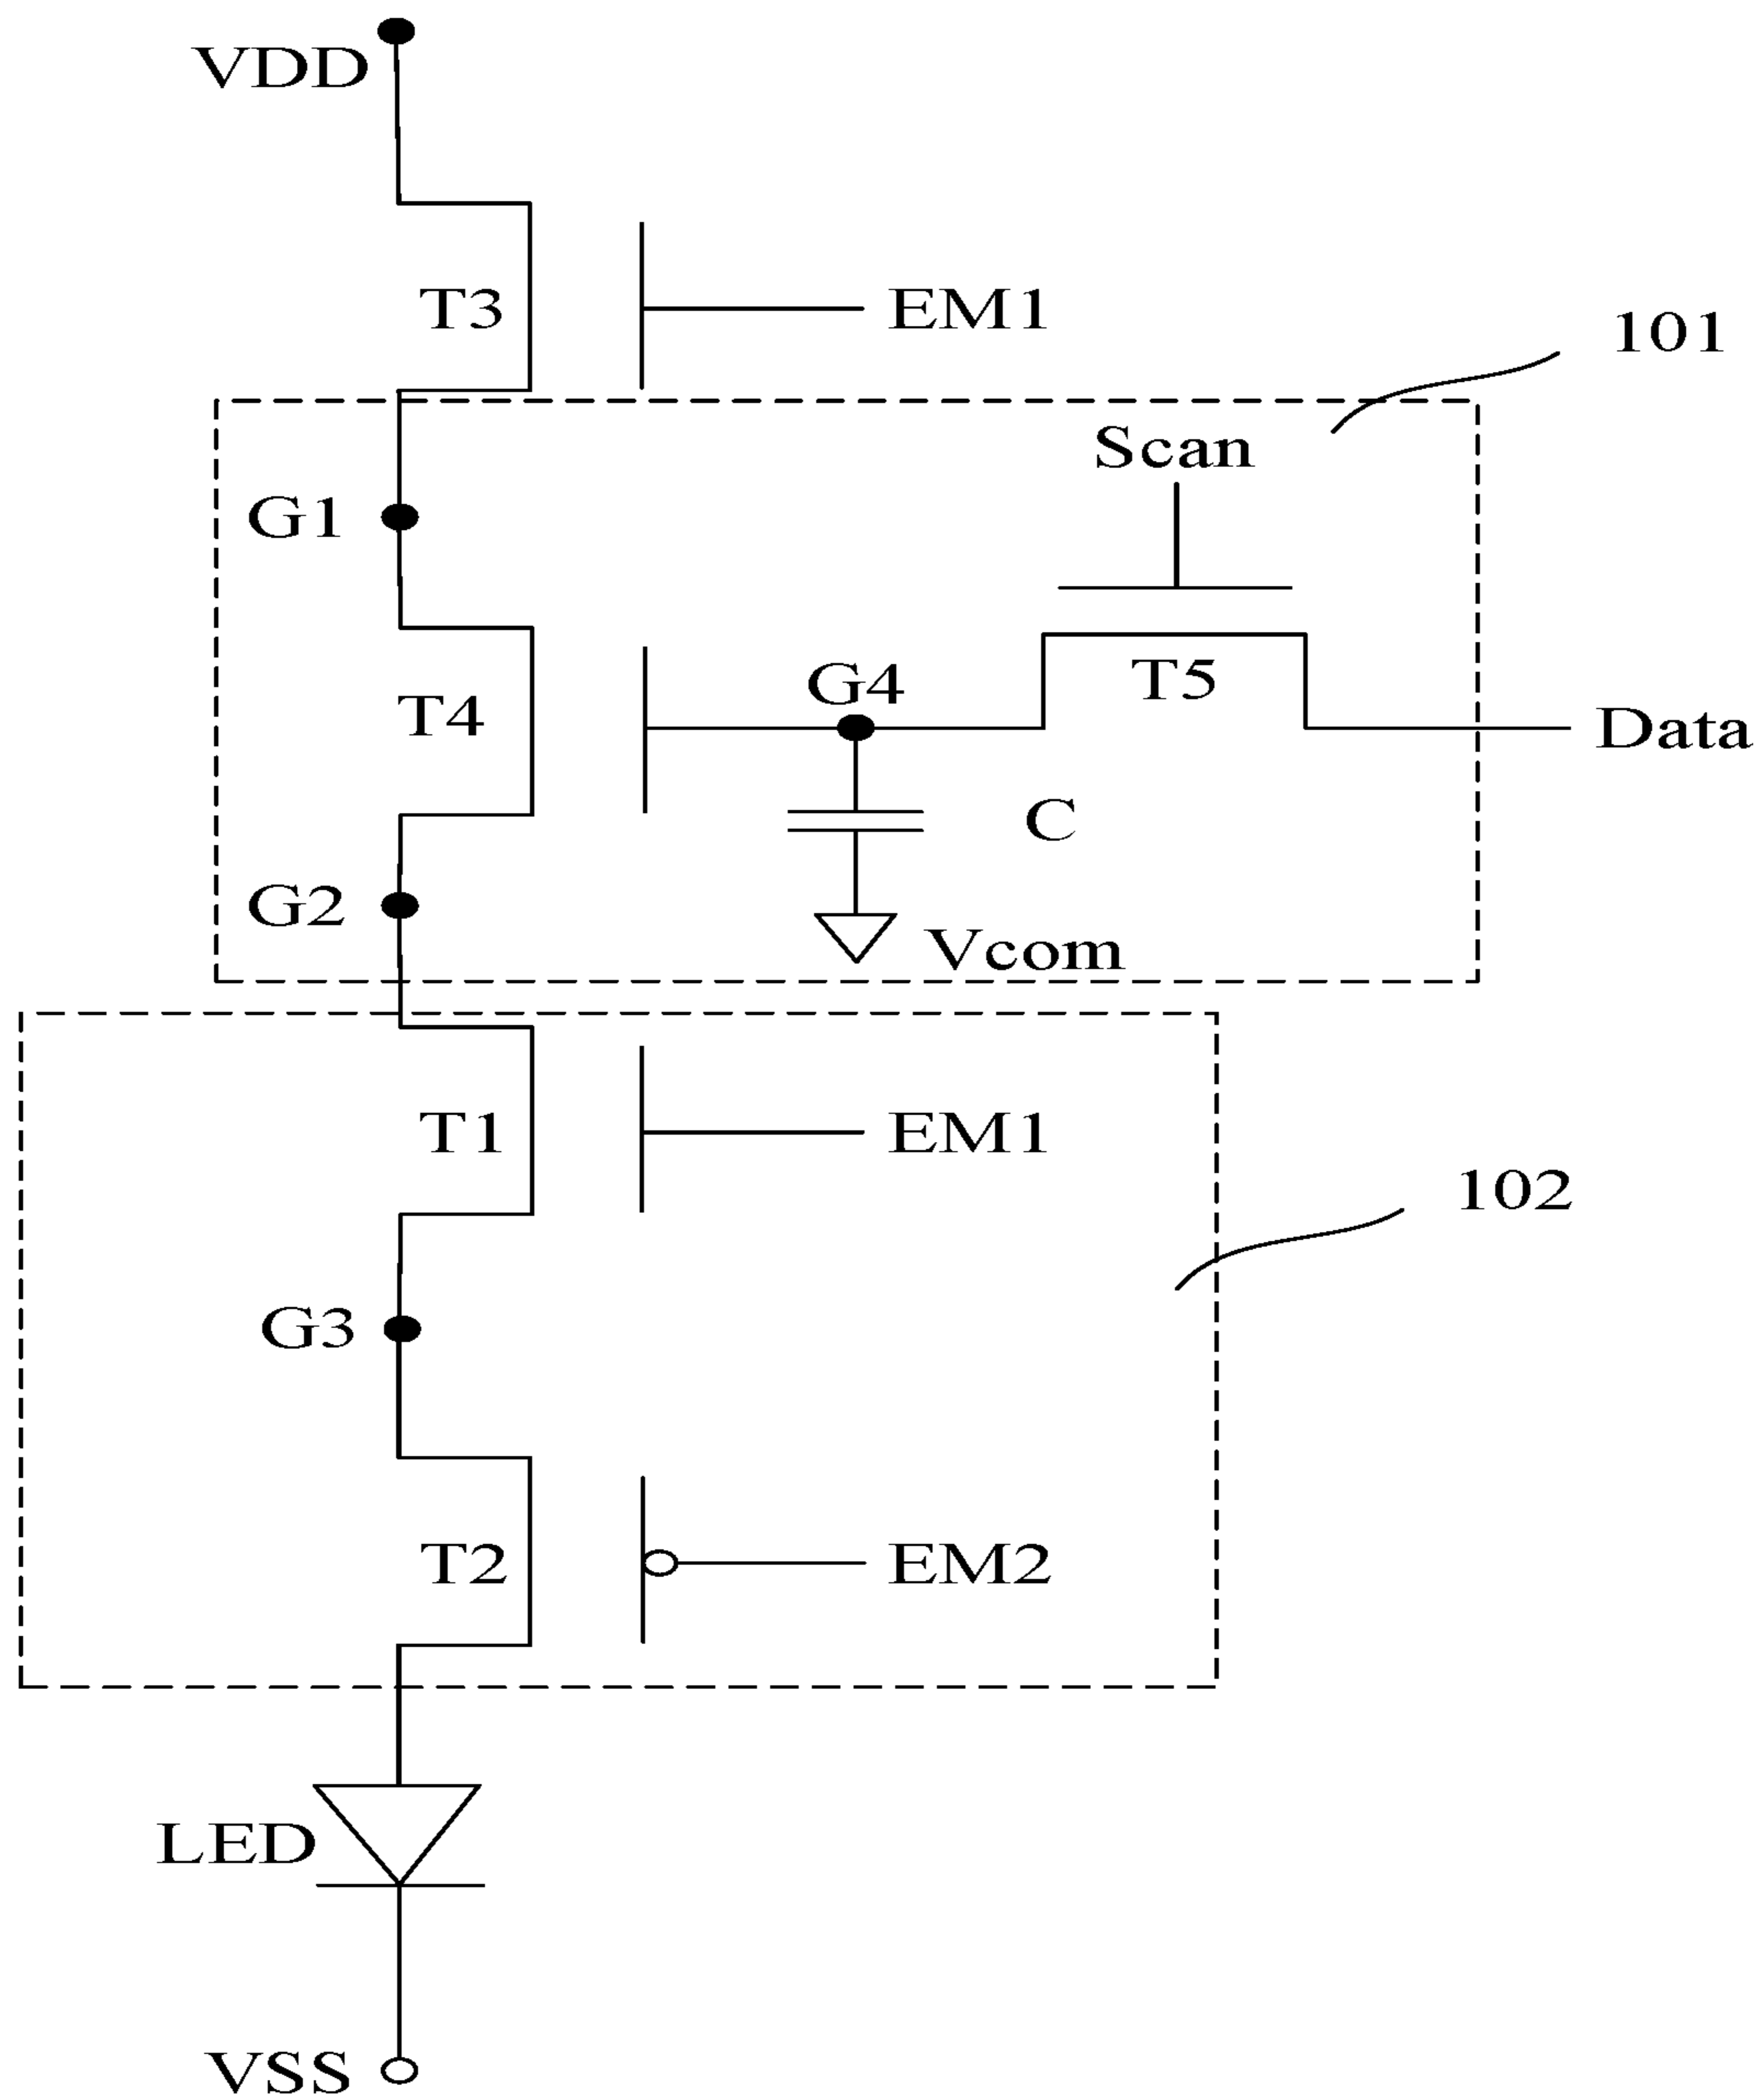 VDD
T3
EM1
101
Scan
G1
G4
T5
T4
Data
C
G2
Vcom
T1
EM1
102
G3
T2
EM2
LED
VSS